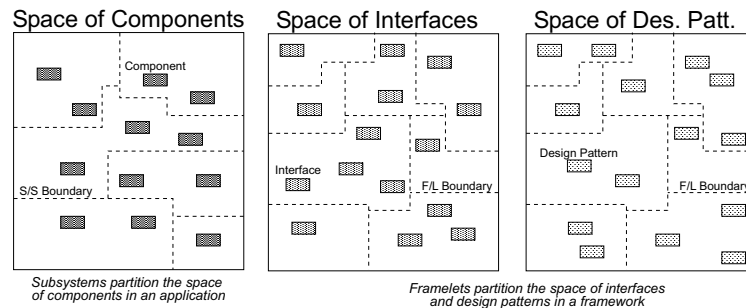 Space of Components
Space of Interfaces
Space of Des. Patt.
Component
S/S Boundary
Interface
F/L Boundary
Design Pattern
F/L Boundary
Subsystems partition the space
of components in an application
Framelets partition the space of interfaces
and design patterns in a framework